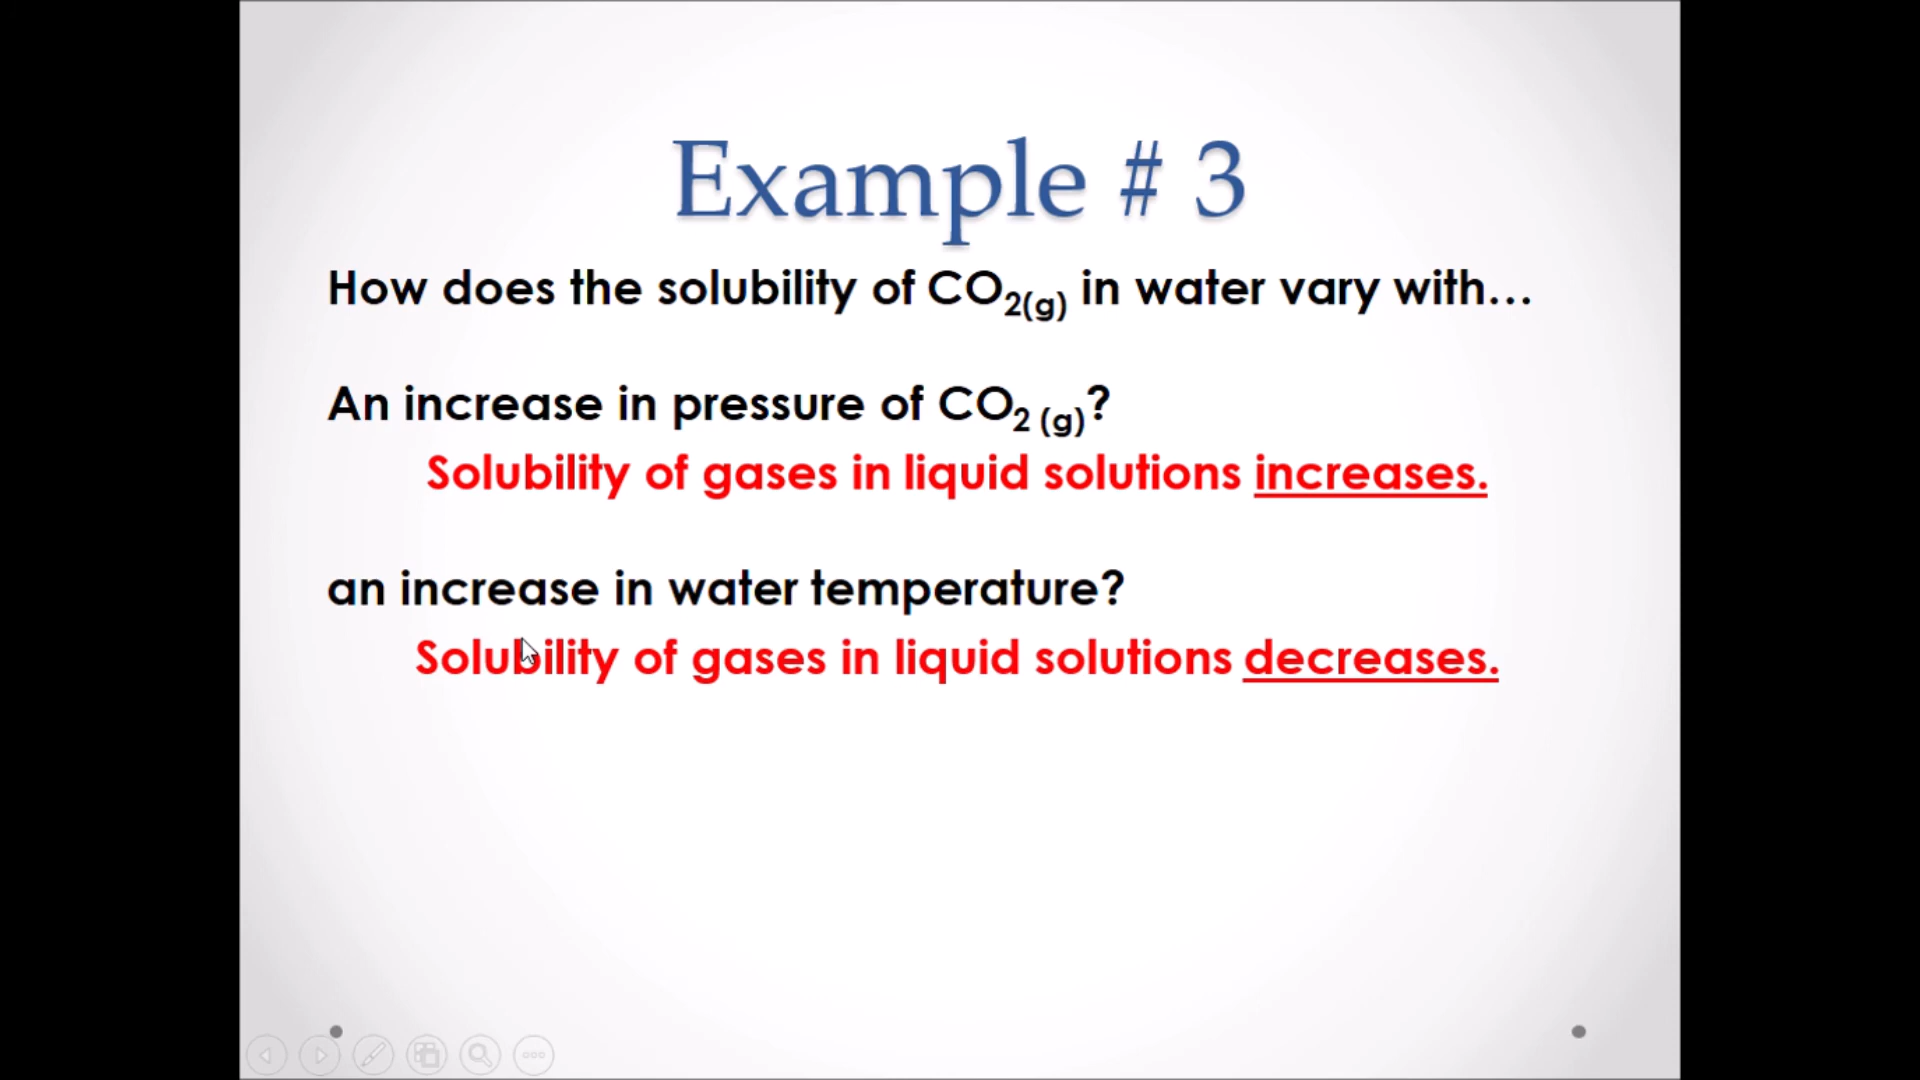 Example # 3
How does the solubility of CO2(g) in water vary with…
An increase in pressure of CO2 (g)?
Solubility of gases in liquid solutions increases.
an increase in water temperature?
Solubility of gases in liquid solutions decreases.